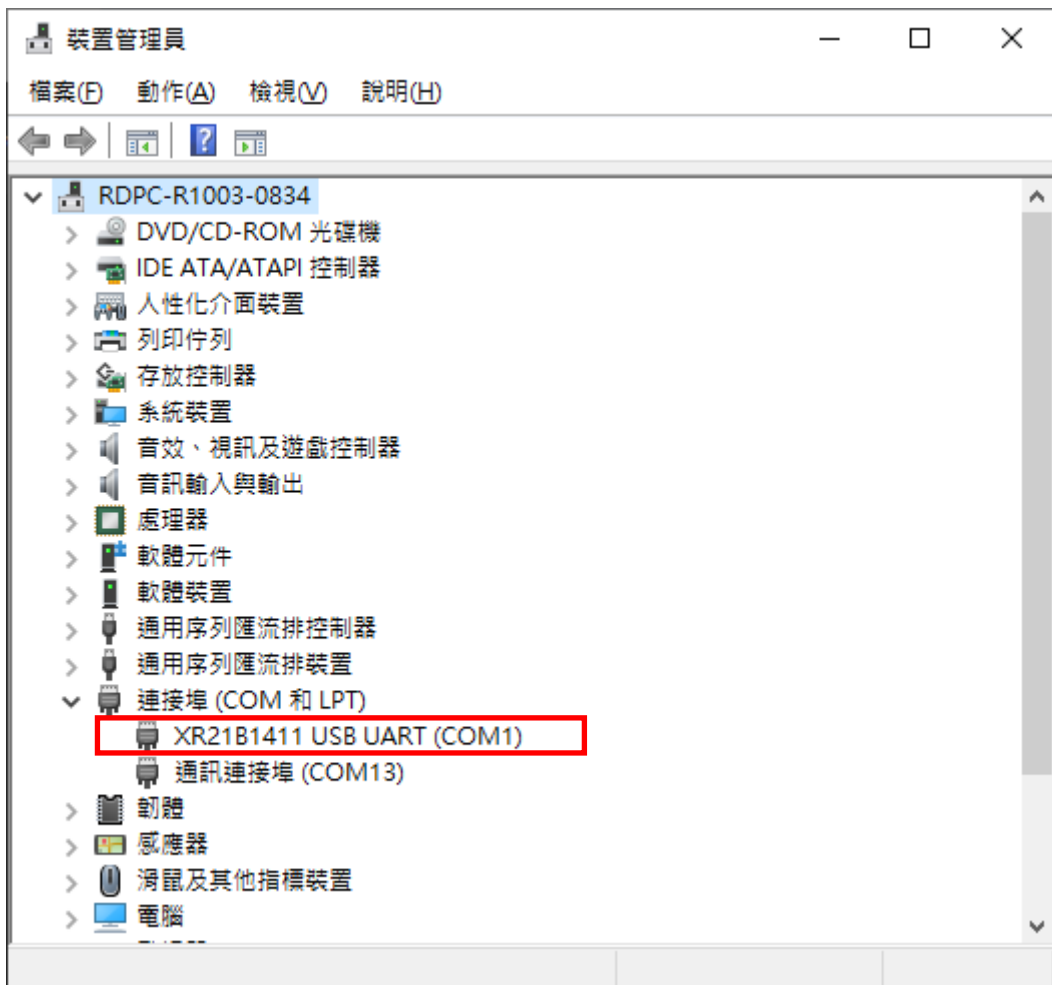 裝置管理員
檔案(F) 動作(A) 檢視(V) 說明(H)
RDPC-R1003-0834
DVD/CD-ROM 光碟機
IDE ATA/ATAPI 控制器
人性化介面裝置
列印佇列
存放控制器
系統裝置
音效、視訊及遊戲控制器
音訊輸入與輸出
處理器
軟體元件
軟體裝置
通用序列匯流排控制器
通用序列匯流排裝置
連接埠 (COM 和 LPT)
XR21B1411 USB UART (COM1)
通訊連接埠 (COM13)
韌體
感應器
滑鼠及其他指標裝置
電腦